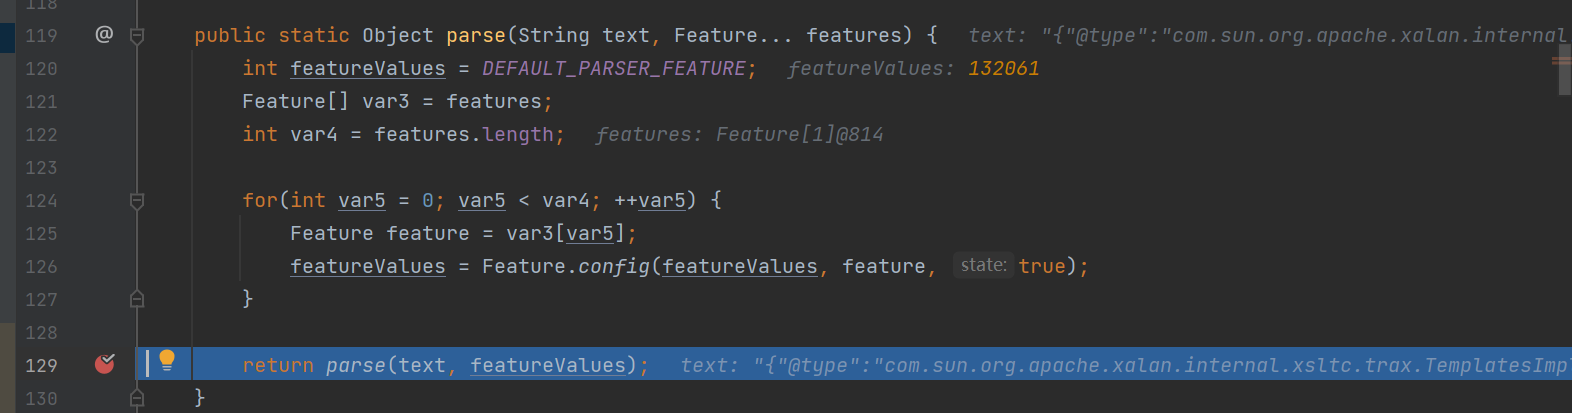 118
119 @ public static Object parse(String text, Feature... features) { text: "{"@type":"com.sun.org.apache.xalan.internal
120 int featureValues = DEFAULT_PARSER_FEATURE; featureValues: 132061
121 Feature[] var3 = features;
122 int var4 = features.length; features: Feature[1]@814
123
124 for(int var5 = 0; var5 < var4; ++var5) {
125 Feature feature = var3[var5];
126 featureValues = Feature.config(featureValues, feature, state: true);
127 }
128
129 return parse(text, featureValues); text: "{"@type":"com.sun.org.apache.xalan.internal.xsltc.trax.TemplatesImpl
130 }